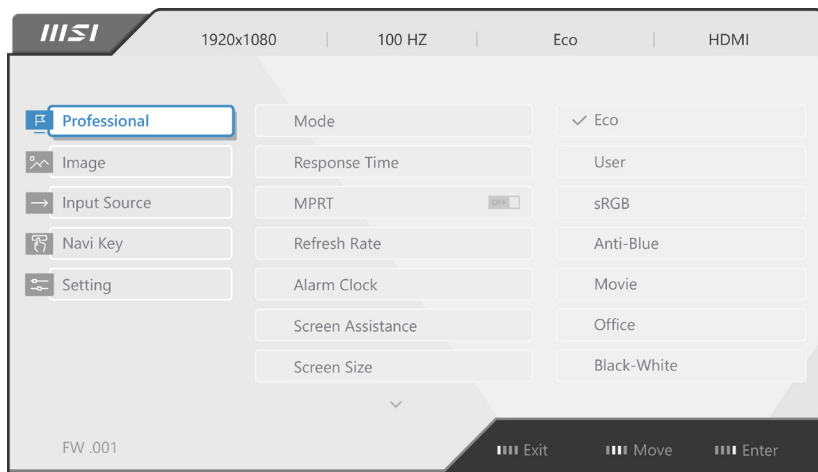 msi
1920x1080 100 HZ Eco HDMI
Professional
Image
Input Source
Navi Key
Setting
Mode
Response Time
MPRT OFF
Refresh Rate
Alarm Clock
Screen Assistance
Screen Size
Eco
User
sRGB
Anti-Blue
Movie
Office
Black-White
FW .001
Exit Move Enter